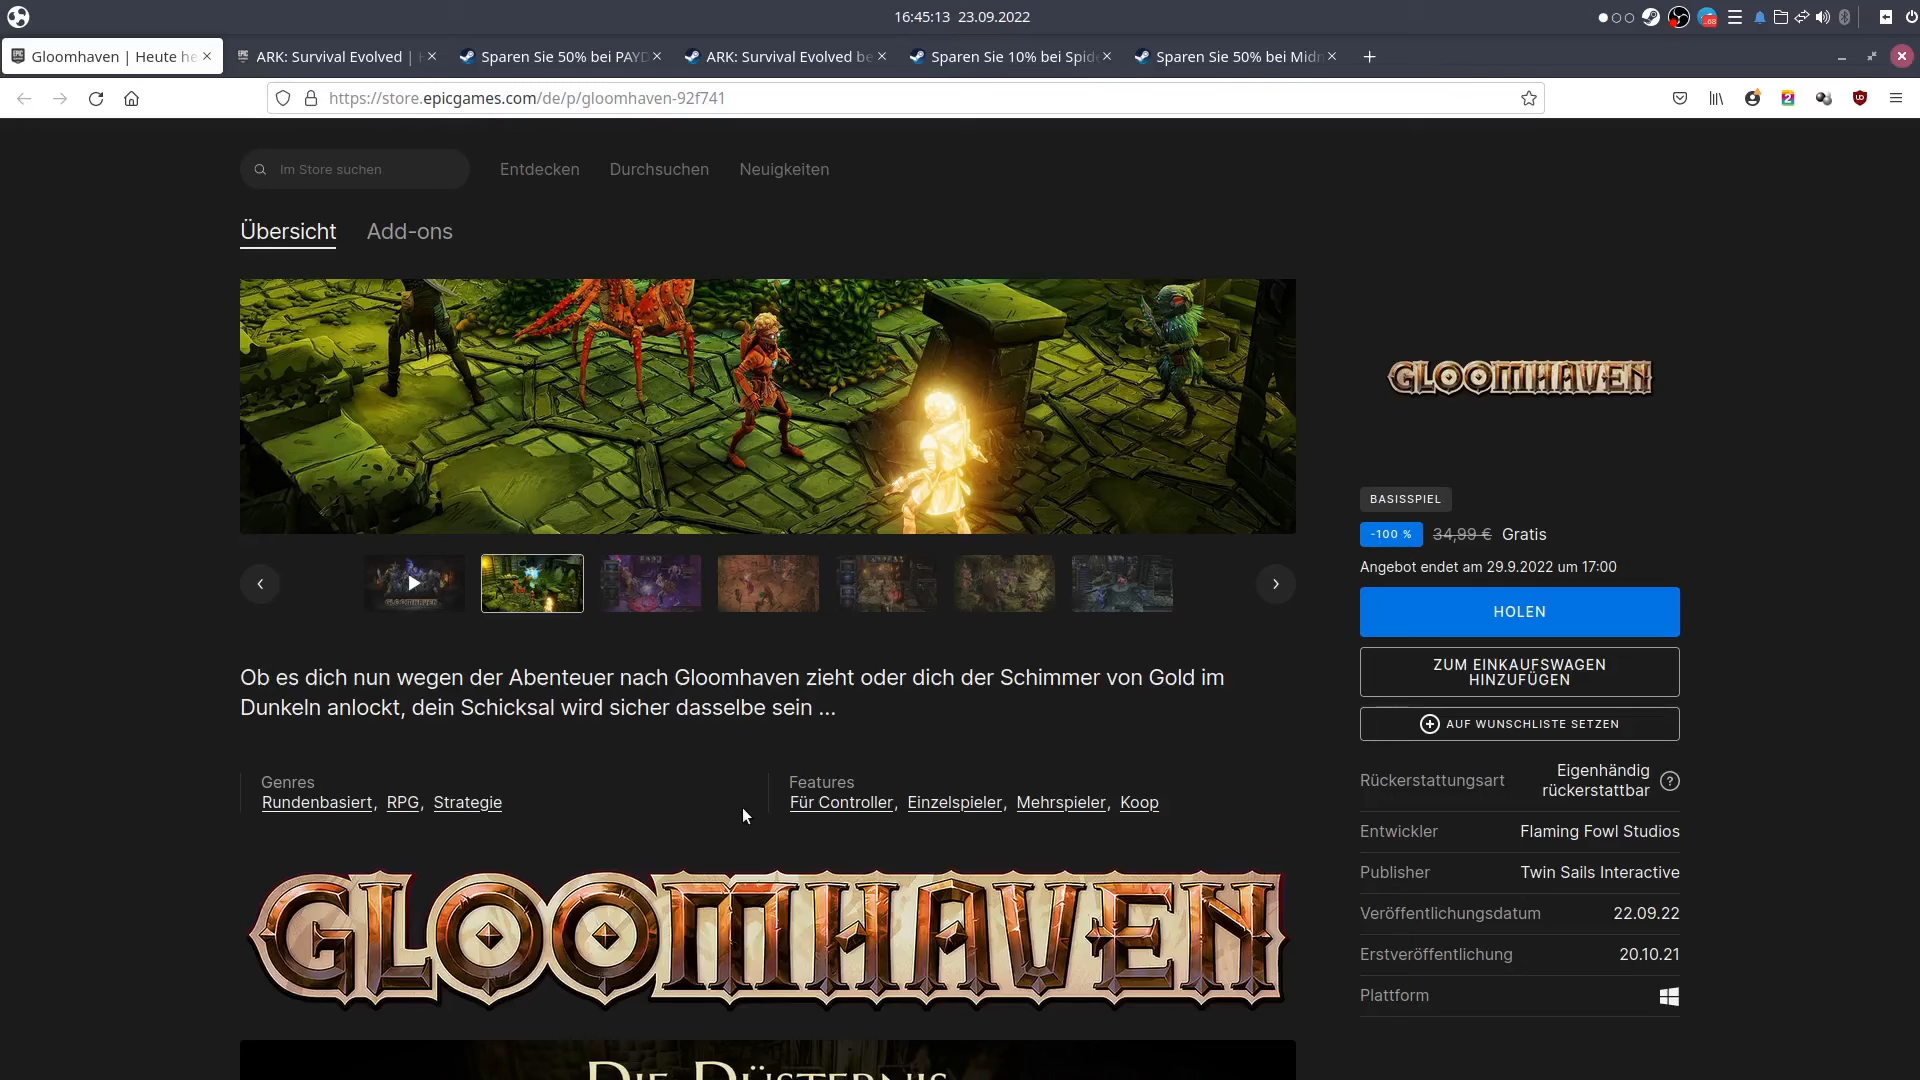 16:45:13 23.09.2022
Gloomhaven | Heute he
ARK: Survival Evolved |
Sparen Sie 50% bei PAYD
ARK: Survival Evolved be
Sparen Sie 10% bei Spide
Sparen Sie 50% bei Midn
https://store.epicgames.com/de/p/gloomhaven-92f741
Im Store suchen
Entdecken
Durchsuchen
Neuigkeiten
Übersicht
Add-ons
GLOOMHAVEN
BASISSPIEL
-100 % 34,99 € Gratis
Angebot endet am 29.9.2022 um 17:00
HOLEN
ZUM EINKAUFSWAGEN
HINZUFÜGEN
AUF WUNSCHLISTE SETZEN
Ob es dich nun wegen der Abenteuer nach Gloomhaven zieht oder dich der Schimmer von Gold im
Dunkeln anlockt, dein Schicksal wird sicher dasselbe sein ...
Genres
Rundenbasiert, RPG, Strategie
Features
Für Controller, Einzelspieler, Mehrspieler, Koop
Rückerstattungsart
Eigenhändig
rückerstattbar
Entwickler
Flaming Fowl Studios
Publisher
Twin Sails Interactive
Veröffentlichungsdatum
22.09.22
Erstveröffentlichung
20.10.21
Plattform
GLOOMHAVEN
DIE DÜSTERNIS